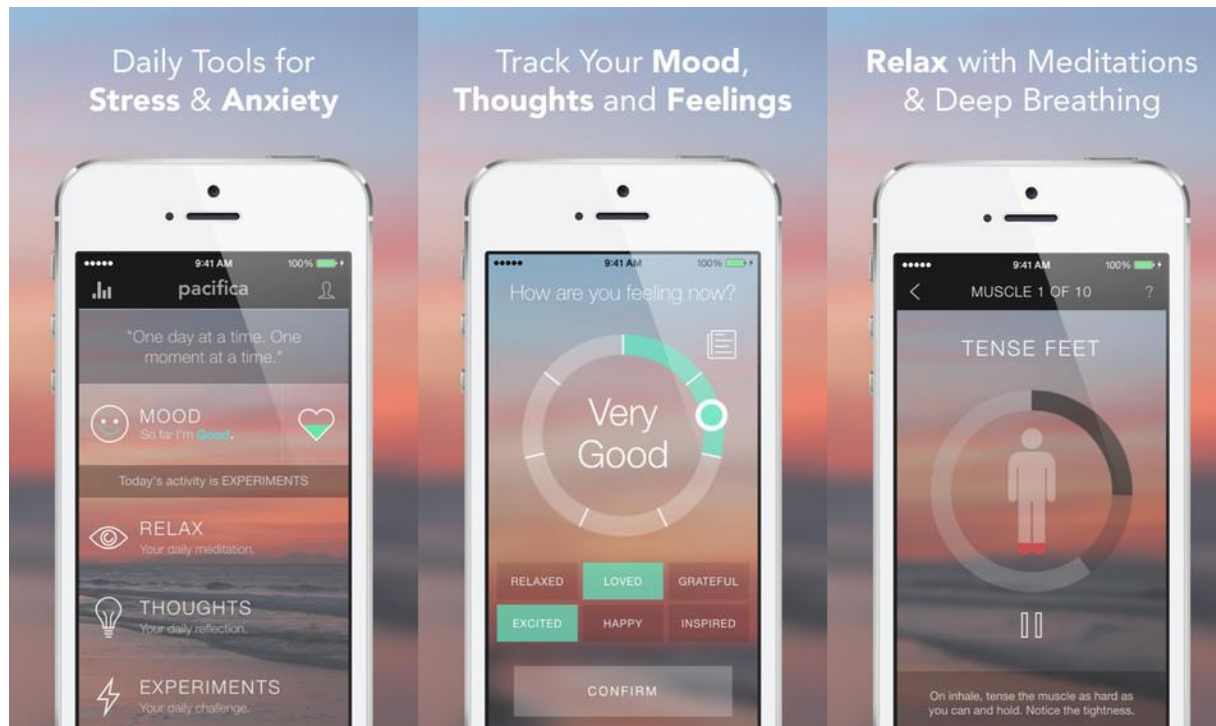 Daily Tools for
Stress & Anxiety
9:41 AM 100%
pacifica
"One day at a time. One
moment at a time."
MOOD
So far I'm Good.
Today's activity is EXPERIMENTS
RELAX
Your daily meditation.
THOUGHTS
Your daily reflection.
EXPERIMENTS
Your daily challenge.
Track Your Mood,
Thoughts and Feelings
9:41 AM 100%
How are you feeling now?
Very
Good
RELAXED LOVED GRATEFUL
EXCITED HAPPY INSPIRED
CONFIRM
Relax with Meditations
& Deep Breathing
9:41 AM 100%
MUSCLE 1 OF 10 ?
TENSE FEET
On inhale, tense the muscle as hard as
you can and hold. Notice the tightness.